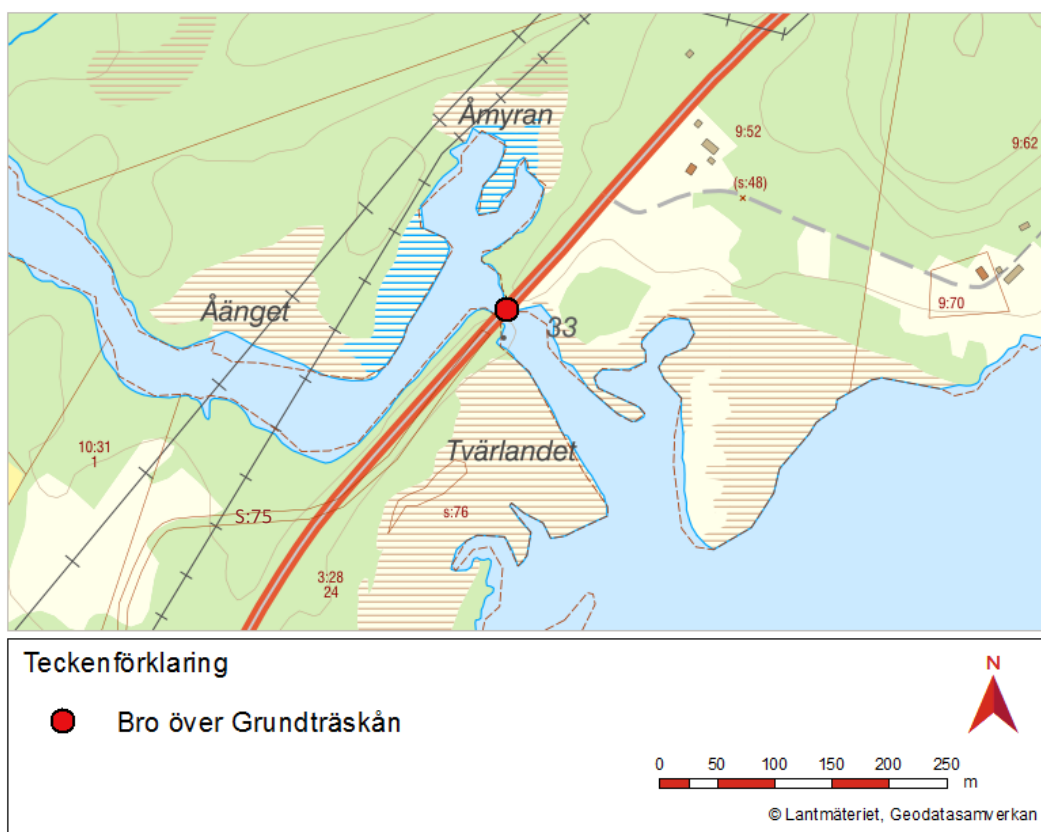 Åmyran
9:52
9:62
(s:48)
Åänget
33
9:70
Tvärlandet
10:31
1
S:75
s:76
3:28
24
Teckenförklaring
N
Bro över Grundträskån
0 50 100 150 200 250
m
© Lantmäteriet, Geodatasamverkan